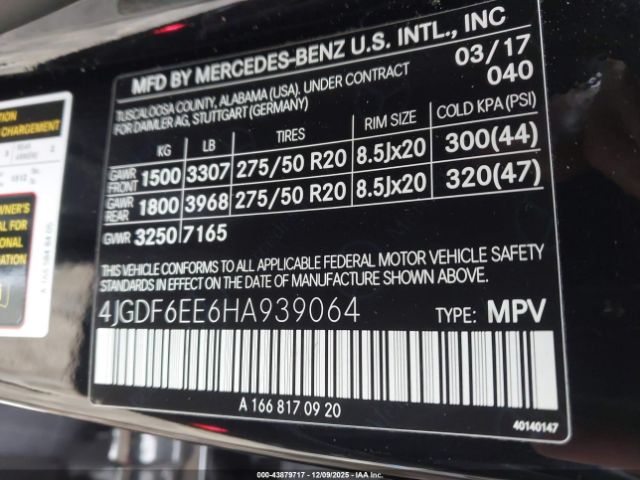 MFD BY MERCEDES-BENZ U.S. INTL., INC
TUSCALOOSA COUNTY, ALABAMA (USA), UNDER CONTRACT 03/17
FOR DAIMLER AG, STUTTGART (GERMANY) 040
KG LB TIRES RIM SIZE COLD KPA (PSI)
GAWR FRONT 1500 3307 275/50 R20 8.5Jx20 300(44)
GAWR REAR 1800 3968 275/50 R20 8.5Jx20 320(47)
GVWR 3250 7165
THIS VEHICLE CONFORMS TO ALL APPLICABLE FEDERAL MOTOR VEHICLE SAFETY
STANDARDS IN EFFECT ON THE DATE OF MANUFACTURE SHOWN ABOVE.
4JGDF6EE6HA939064 TYPE: MPV
A 166 817 09 20
40140147
CHARGEMENT
000-43879717 - 12/09/2025 - IAAI.COM